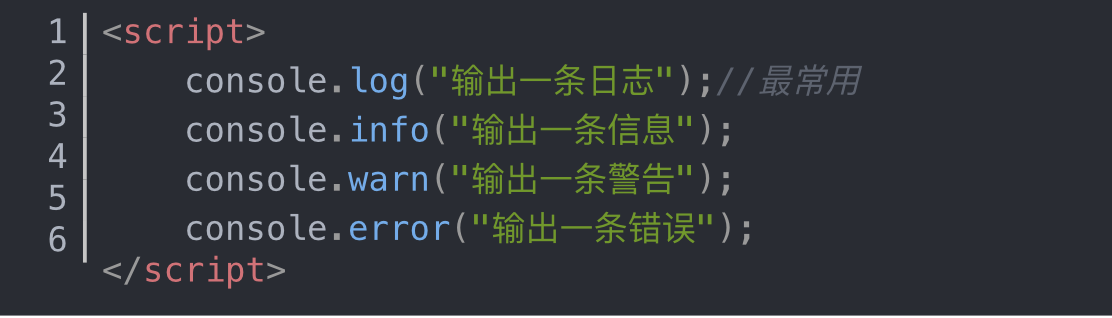 1 <script>
2     console.log("输出一条日志");//最常用
3     console.info("输出一条信息");
4     console.warn("输出一条警告");
5     console.error("输出一条错误");
6 </script>